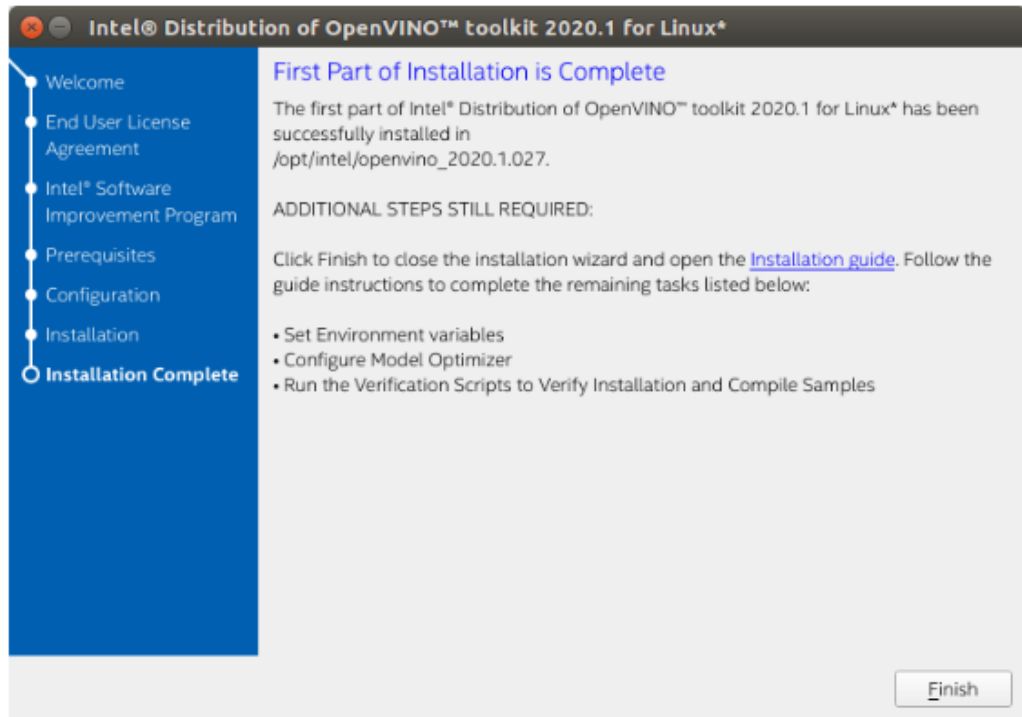 Intel® Distribution of OpenVINO™ toolkit 2020.1 for Linux*
Welcome
End User License
Agreement
Intel® Software
Improvement Program
Prerequisites
Configuration
Installation
Installation Complete
First Part of Installation is Complete
The first part of Intel® Distribution of OpenVINO™ toolkit 2020.1 for Linux* has been
successfully installed in
/opt/intel/openvino_2020.1.027.
ADDITIONAL STEPS STILL REQUIRED:
Click Finish to close the installation wizard and open the Installation guide. Follow the
guide instructions to complete the remaining tasks listed below:
• Set Environment variables
• Configure Model Optimizer
• Run the Verification Scripts to Verify Installation and Compile Samples
Finish